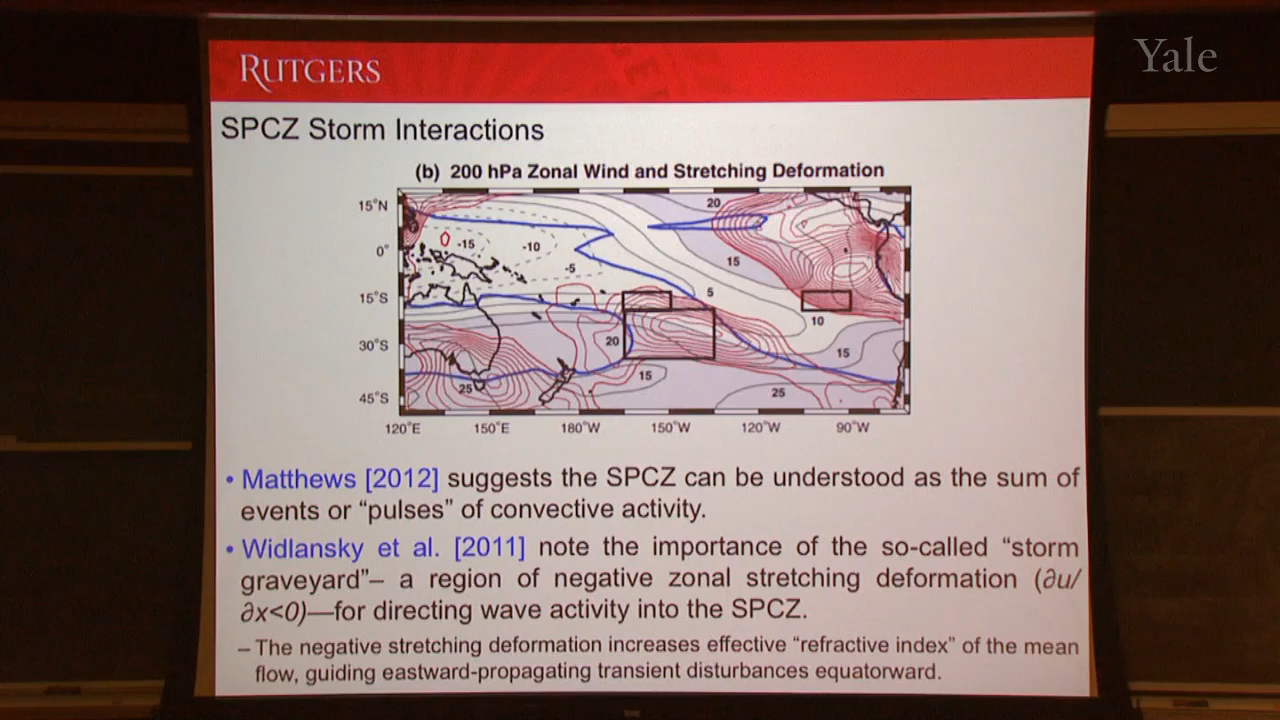 RUTGERS
Yale
SPCZ Storm Interactions
(b) 200 hPa Zonal Wind and Stretching Deformation
15°N
0°
15°S
30°S
45°S
20
-15
-10
-5
15
5
10
20
15
15
25
25
120°E 150°E 180°W 150°W 120°W 90°W
• Matthews [2012] suggests the SPCZ can be understood as the sum of
events or “pulses” of convective activity.
• Widlansky et al. [2011] note the importance of the so-called “storm
graveyard”– a region of negative zonal stretching deformation (∂u/
∂x<0)—for directing wave activity into the SPCZ.
– The negative stretching deformation increases effective “refractive index” of the mean
flow, guiding eastward-propagating transient disturbances equatorward.